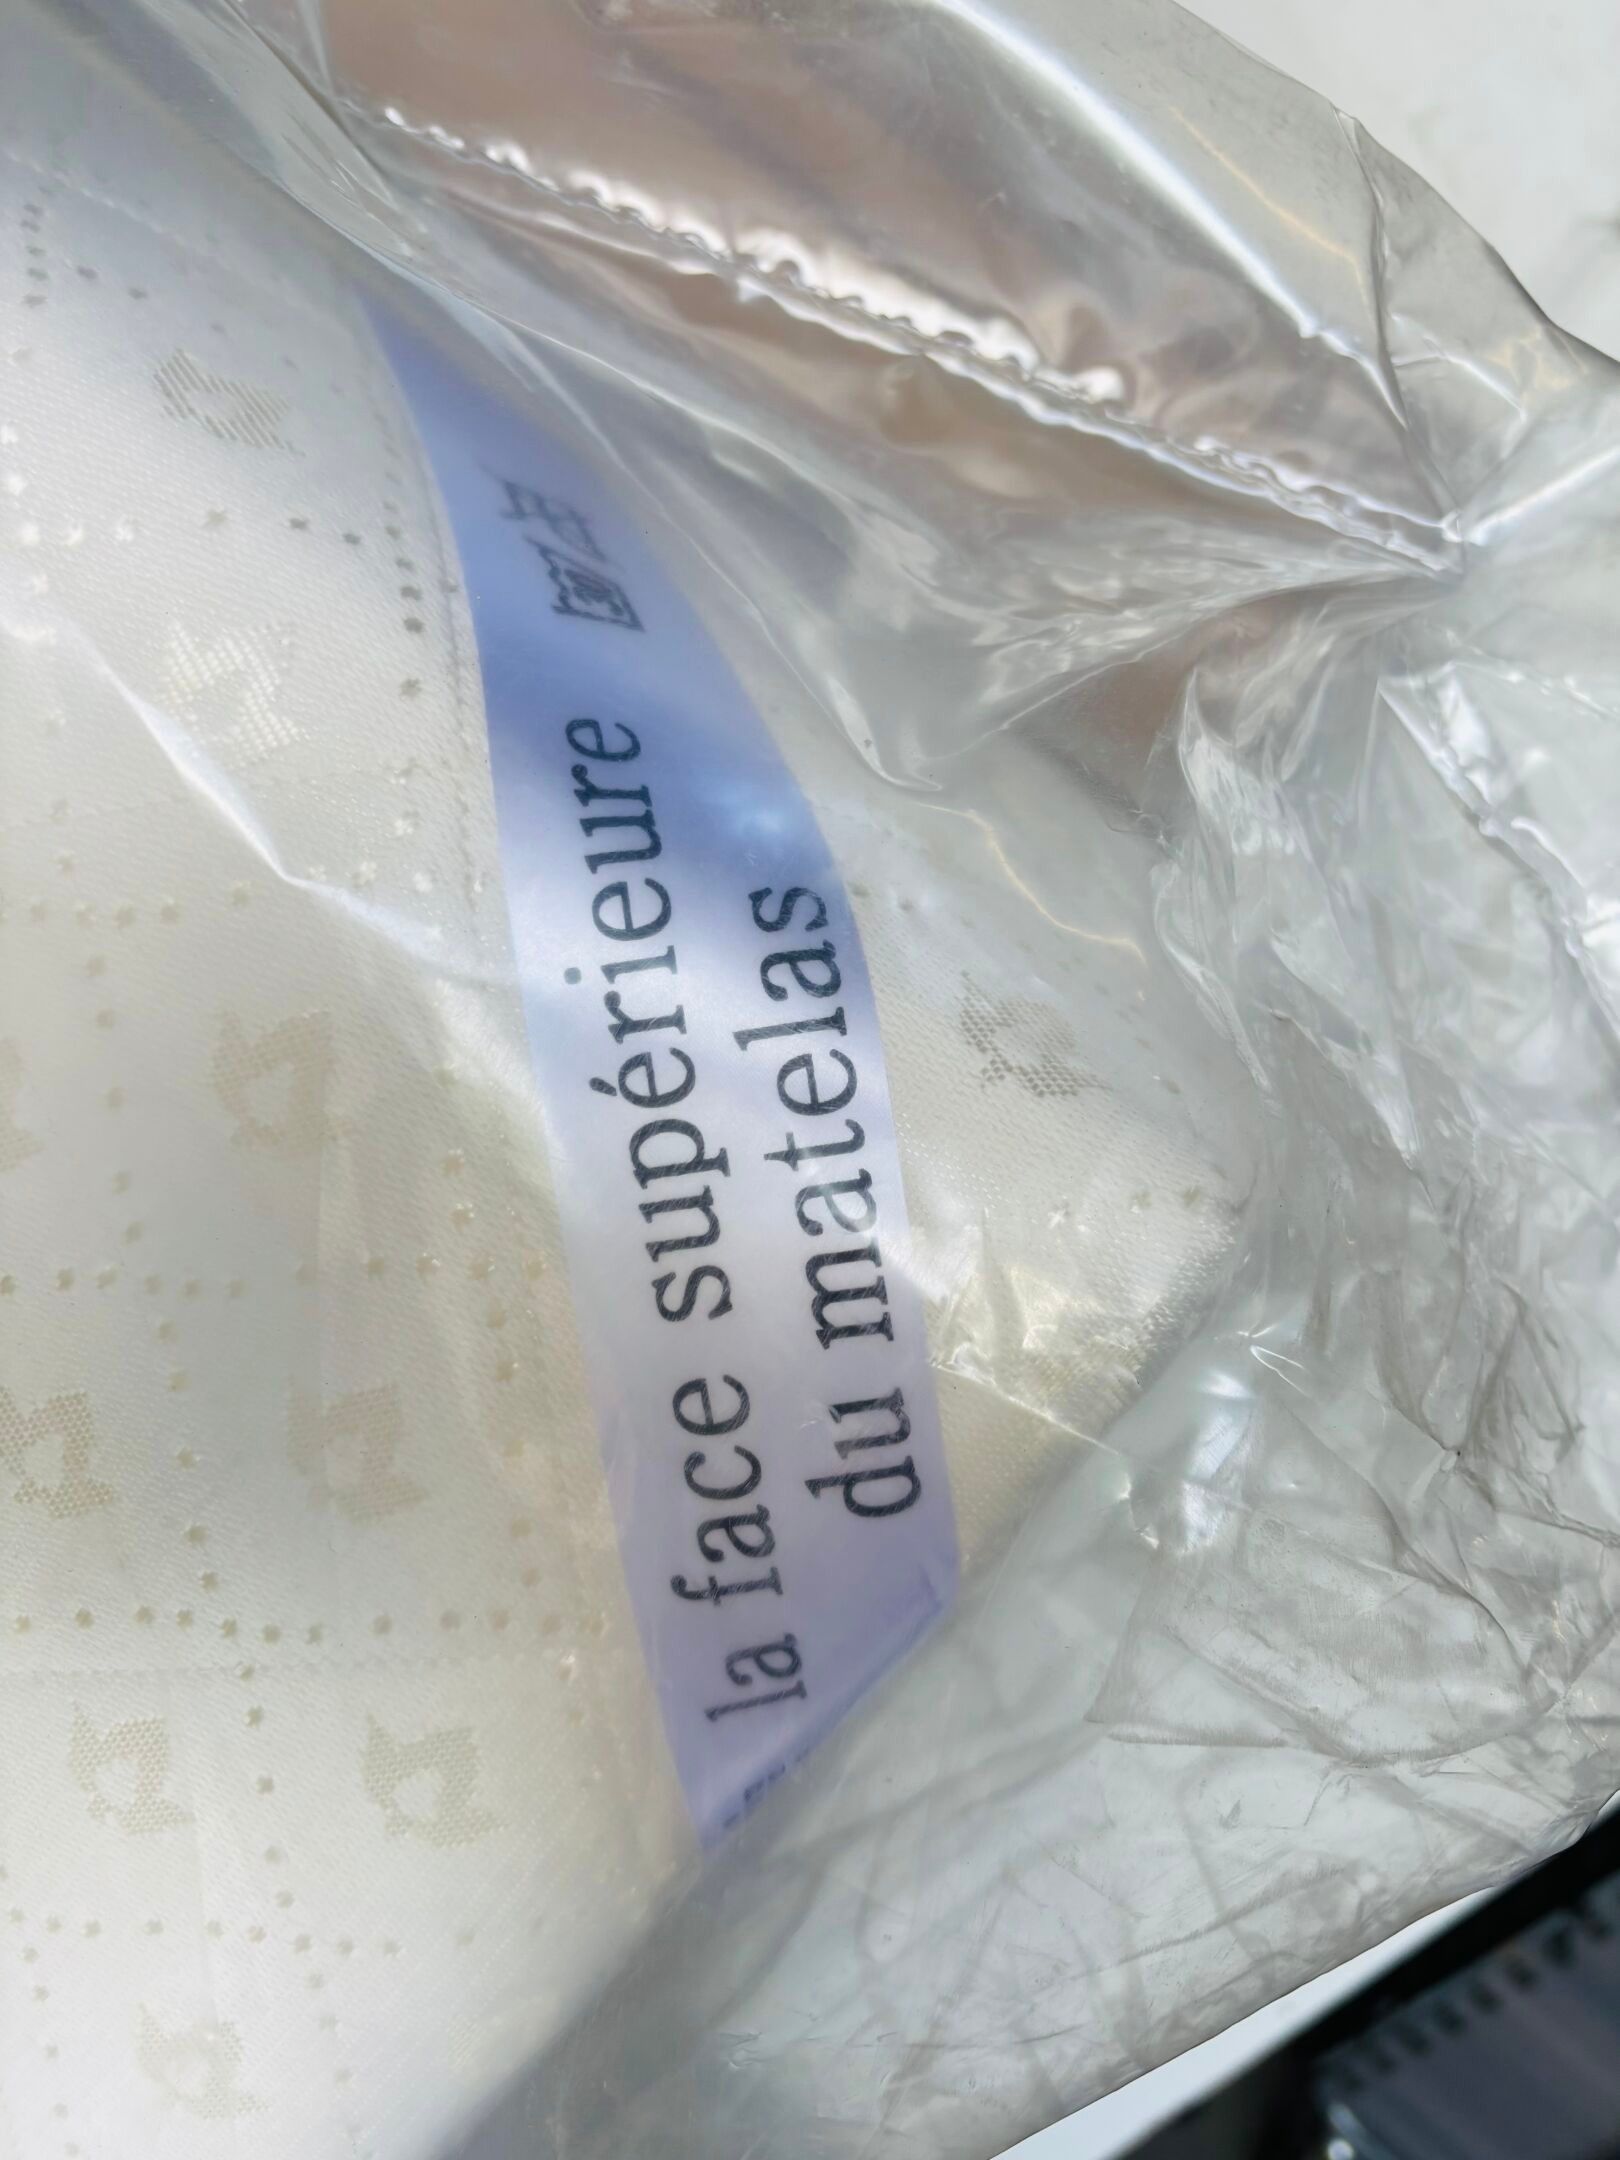 la face supérieure
du matelas